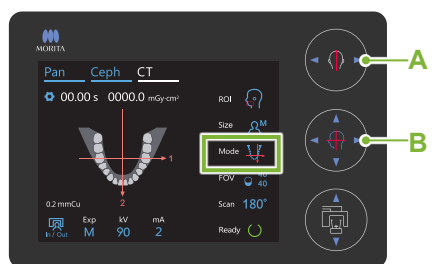 MORITA
Pan Ceph CT
00.00 s 0000.0 mGy·cm²
ROI
Size M
Mode
1
FOV 40
40
2
0.2 mmCu
Scan 180°
In / Out
Exp kV mA
M 90 2
Ready
A
B